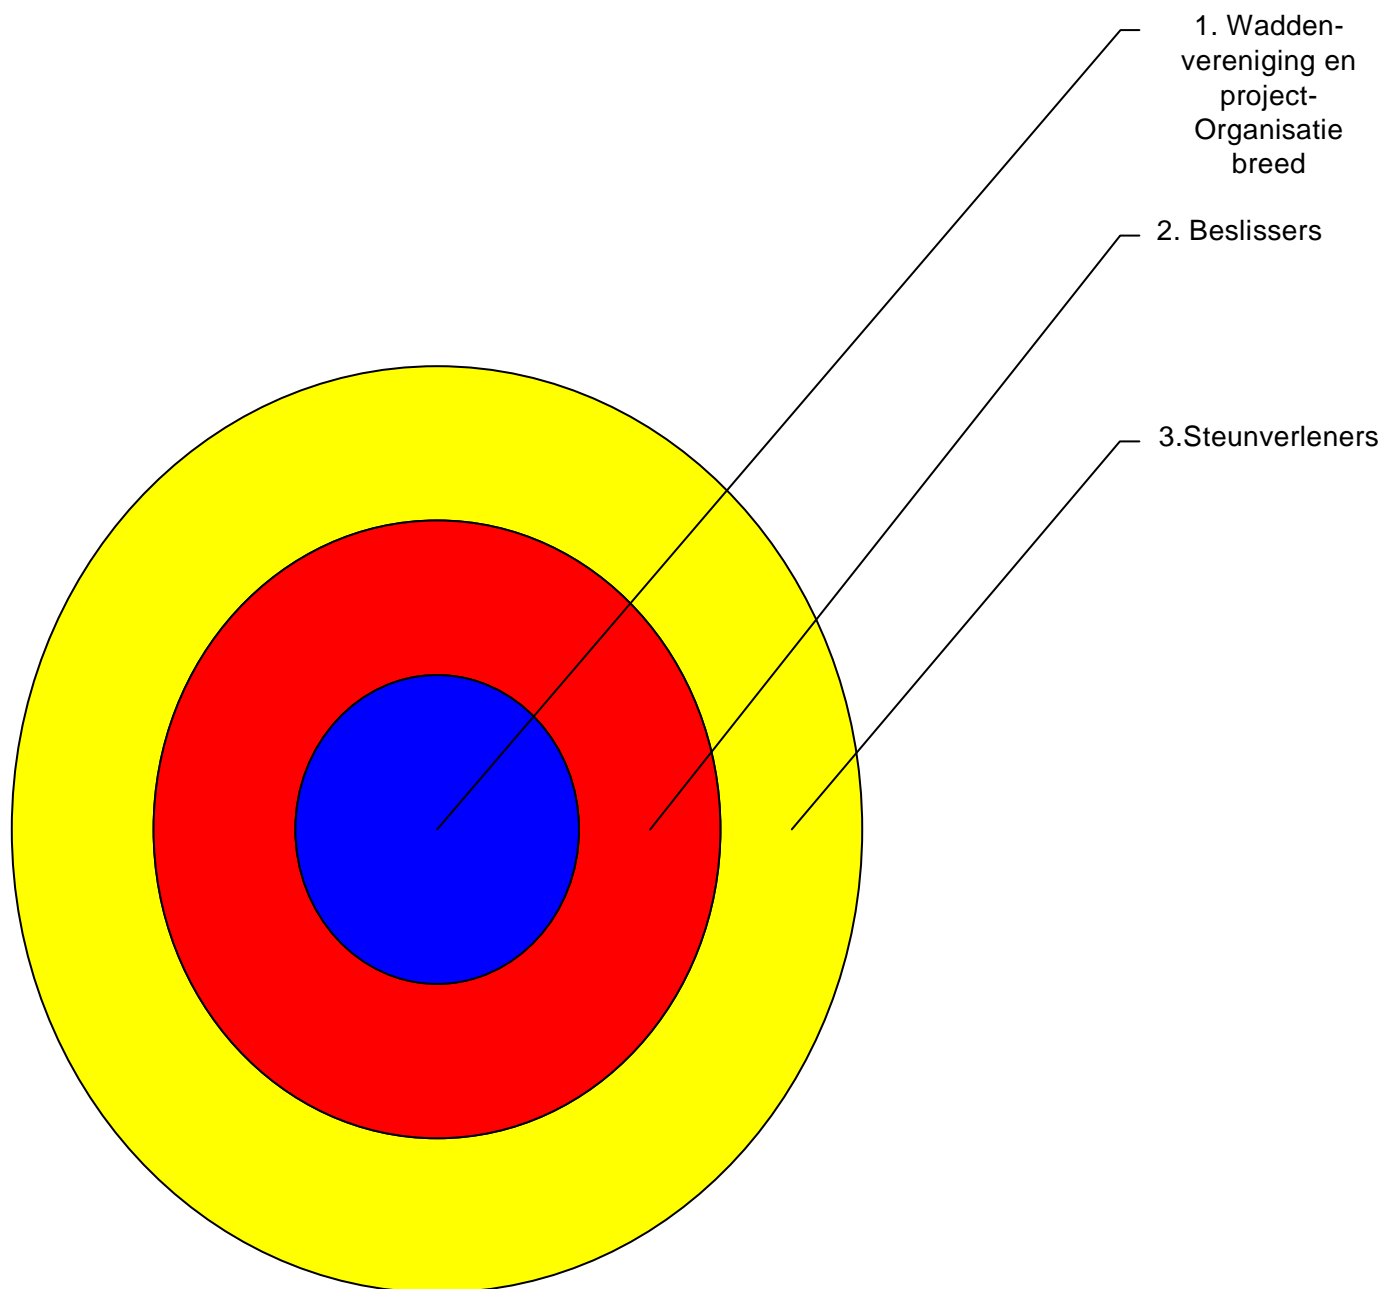 1. Wadden-
vereniging en
project-
Organisatie
breed
2. Beslissers
3.Steunverleners